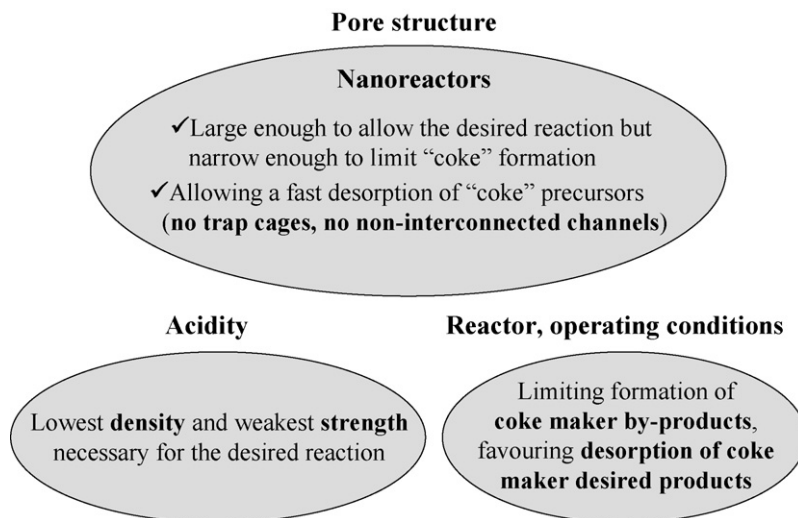 Pore structure
Nanoreactors
✓Large enough to allow the desired reaction but
narrow enough to limit “coke” formation
✓Allowing a fast desorption of “coke” precursors
(no trap cages, no non-interconnected channels)
Acidity
Lowest density and weakest strength
necessary for the desired reaction
Reactor, operating conditions
Limiting formation of
coke maker by-products,
favouring desorption of coke
maker desired products